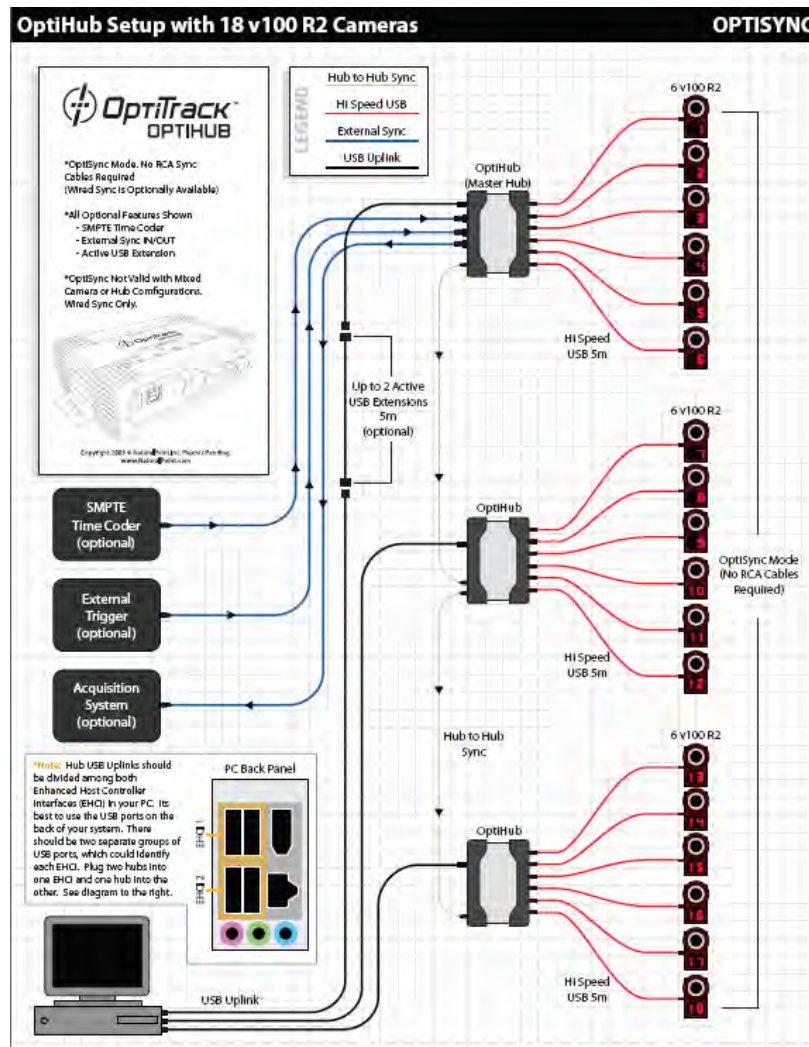 OptiHub Setup with 18 v100 R2 Cameras
OPTISYNC
OPTITRACK™
OPTIHUB
*OptiSync Mode. No RCA Sync
Cables Required
(Wired Sync is Optionally Available)
*All Optional Features Shown
- SMPTE Time Coder
- External Sync IN/OUT
- Active USB Extension
*OptiSync Not Valid with Mixed
Camera or Hub Configurations.
Wired Sync Only.
OPTITRACK
Copyright 2009 © NaturalPoint Inc. Patents Pending.
www.NaturalPoint.com
LEGEND
Hub to Hub Sync
Hi Speed USB
External Sync
USB Uplink
OptiHub
(Master Hub)
6 v100 R2
1
2
3
4
5
6
Hi Speed
USB 5m
Up to 2 Active
USB Extensions
5m
(optional)
SMPTE
Time Coder
(optional)
External
Trigger
(optional)
Acquisition
System
(optional)
OptiHub
6 v100 R2
7
8
9
10
11
12
Hi Speed
USB 5m
OptiSync Mode
(No RCA Cables
Required)
Hub to Hub
Sync
OptiHub
6 v100 R2
13
14
15
16
17
18
Hi Speed
USB 5m
*Note: Hub USB Uplinks should
be divided among both
Enhanced Host Controller
Interfaces (EHCI) in your PC. Its
best to use the USB ports on the
back of your system. There
should be two separate groups of
USB ports, which could identify
each EHCI. Plug two hubs into
one EHCI and one hub into the
other. See diagram to the right.
PC Back Panel
EHCI 1
EHCI 2
USB Uplink